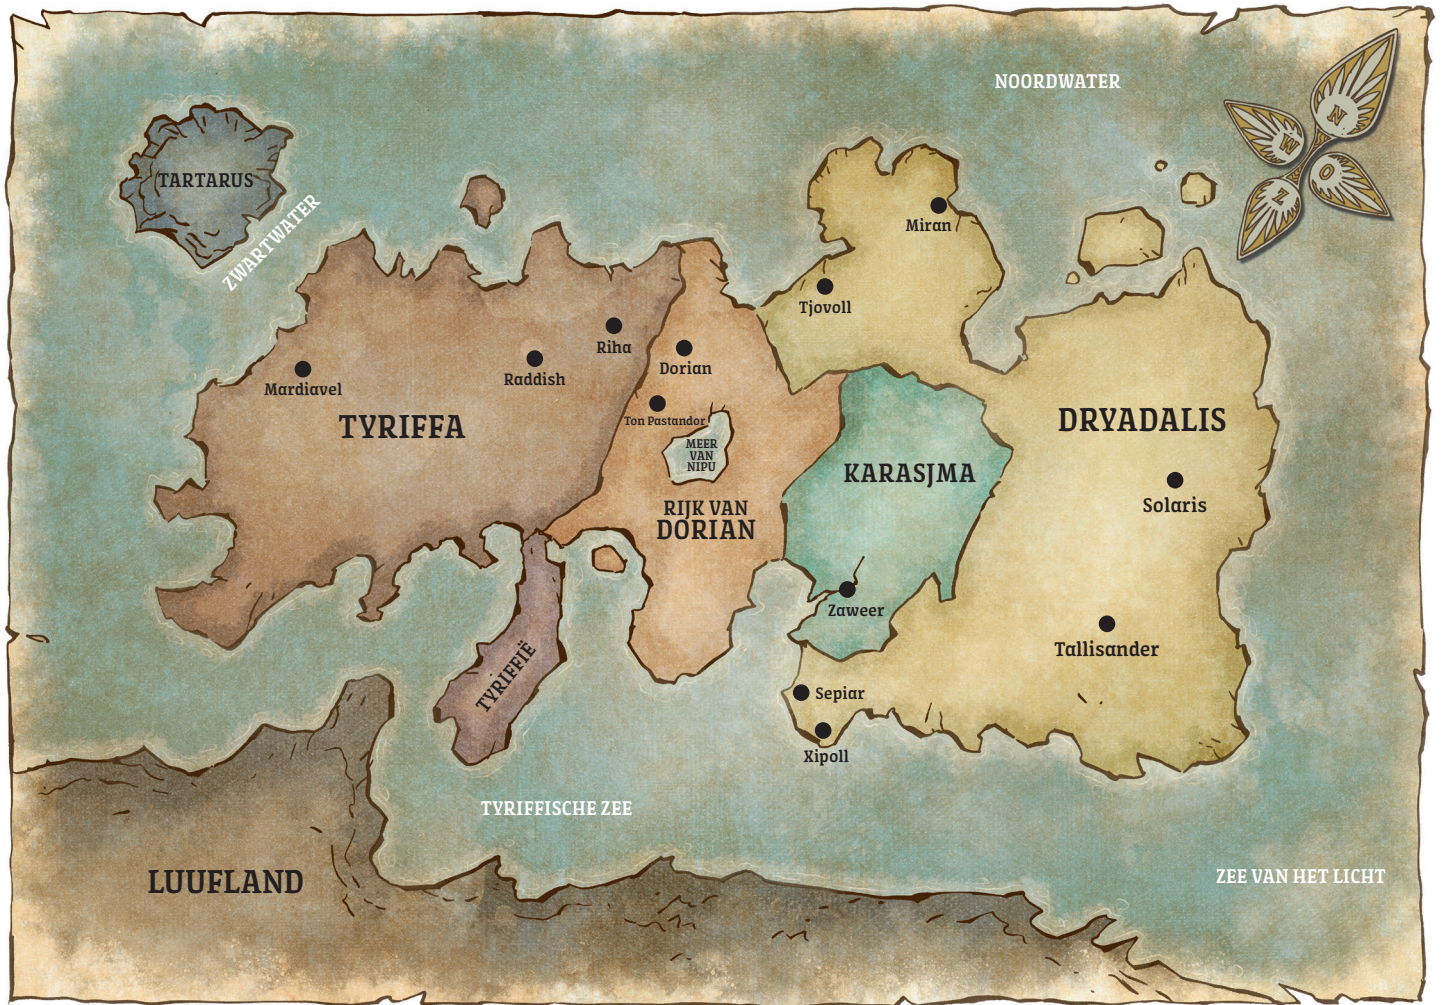 NOORDWATER
N
W
O
Z
TARTARUS
ZWARTWATER
Miran
Tjovoll
Riha
Dorian
Raddish
Mardiavel
Ton Pastandor
TYRIFFA
DRYADALIS
MEER
VAN
NIPU
KARASJMA
Solaris
RIJK VAN
DORIAN
Zaweer
Tallisander
TYRIFFIË
Sepiar
Xipoll
TYRIFFISCHE ZEE
LUUFLAND
ZEE VAN HET LICHT